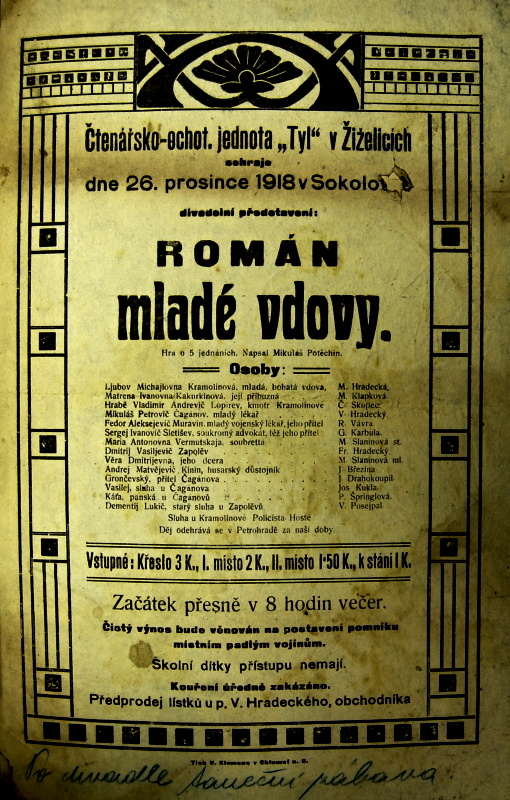 Čtenářsko-ochot. jednota „Tyl“ v Žiželicích
sehraje
dne 26. prosince 1918 v Sokolo
divadelní představení:
ROMÁN
mladé vdovy.
Hra o 5 jednáních. Napsal Mikuláš Potěchin.
Osoby:
Ljubov Michajlovna Kramolinová, mladá, bohatá vdova, M. Hradecká,
Matrena Ivanovna Kakurkinová, její příbuzná M. Klapková
Hrabě Vladimír Andrevič Lopirev, kmotr Kramolinové Č. Skopec
Mikuláš Petrovič Čaganov, mladý lékař . . . V. Hradecký
Fedor Aleksejevič Muravin, mladý vojenský lékař, jeho přítel R. Vávra
Sergej Ivanovič Sletišev, soukromý advokát, též jeho přítel G. Karbula.
Maria Antonovna Vermutskaja, soubretta . . . M Slaninová st.
Dmitrij Vasiljevič Zapolěv . . . Fr. Hradecký
Věra Dmitrijevna, jeho dcera . . . M. Slaninová ml.
Andrej Matvějevič Kinin, husarský důstojník . . . J Březina
Grončevský, přítel Čaganova . . . J. Drahokoupil
Vasilej, sluha u Čaganova . . . Jos Kukla
Káťa, panská u Čaganovů . . . P. Špringlová
Dementij Lukič, starý sluha u Zapolěvů . . . V. Posejpal
Sluha u Kramolinové Policista Hosté
Děj odehrává se v Petrohradě za naší doby.
Vstupné: Křeslo 3 K., I. místo 2 K., II. místo 1·50 K., k stání 1 K.
Začátek přesně v 8 hodin večer.
Čistý výnos bude věnován na postavení pomníku
místním padlým vojínům.
Školní dítky přístupu nemají.
Kouření úředně zakázáno.
Předprodej lístků u p. V. Hradeckého, obchodníka
Tisk V. Klemens v Chlumci n. C.
Po divadle taneční zábava.